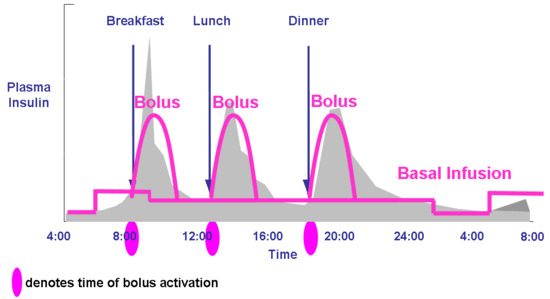 Breakfast Lunch Dinner
Plasma
Insulin
Bolus Bolus Bolus
Basal Infusion
4:00 8:00 12:00 16:00 20:00 24:00 4:00 8:00
Time
denotes time of bolus activation